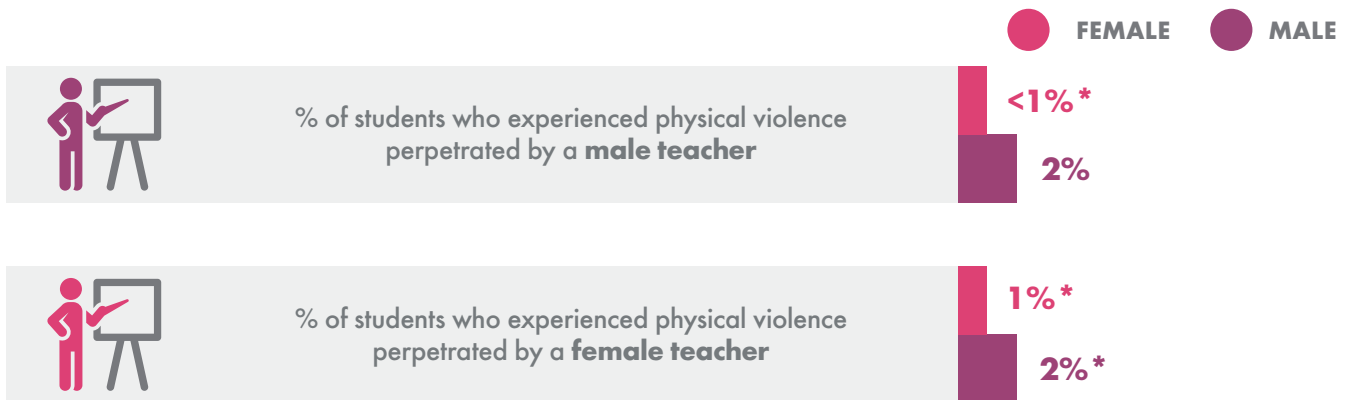 FEMALE MALE
% of students who experienced physical violence
perpetrated by a male teacher
<1%*
2%
% of students who experienced physical violence
perpetrated by a female teacher
1%*
2%*